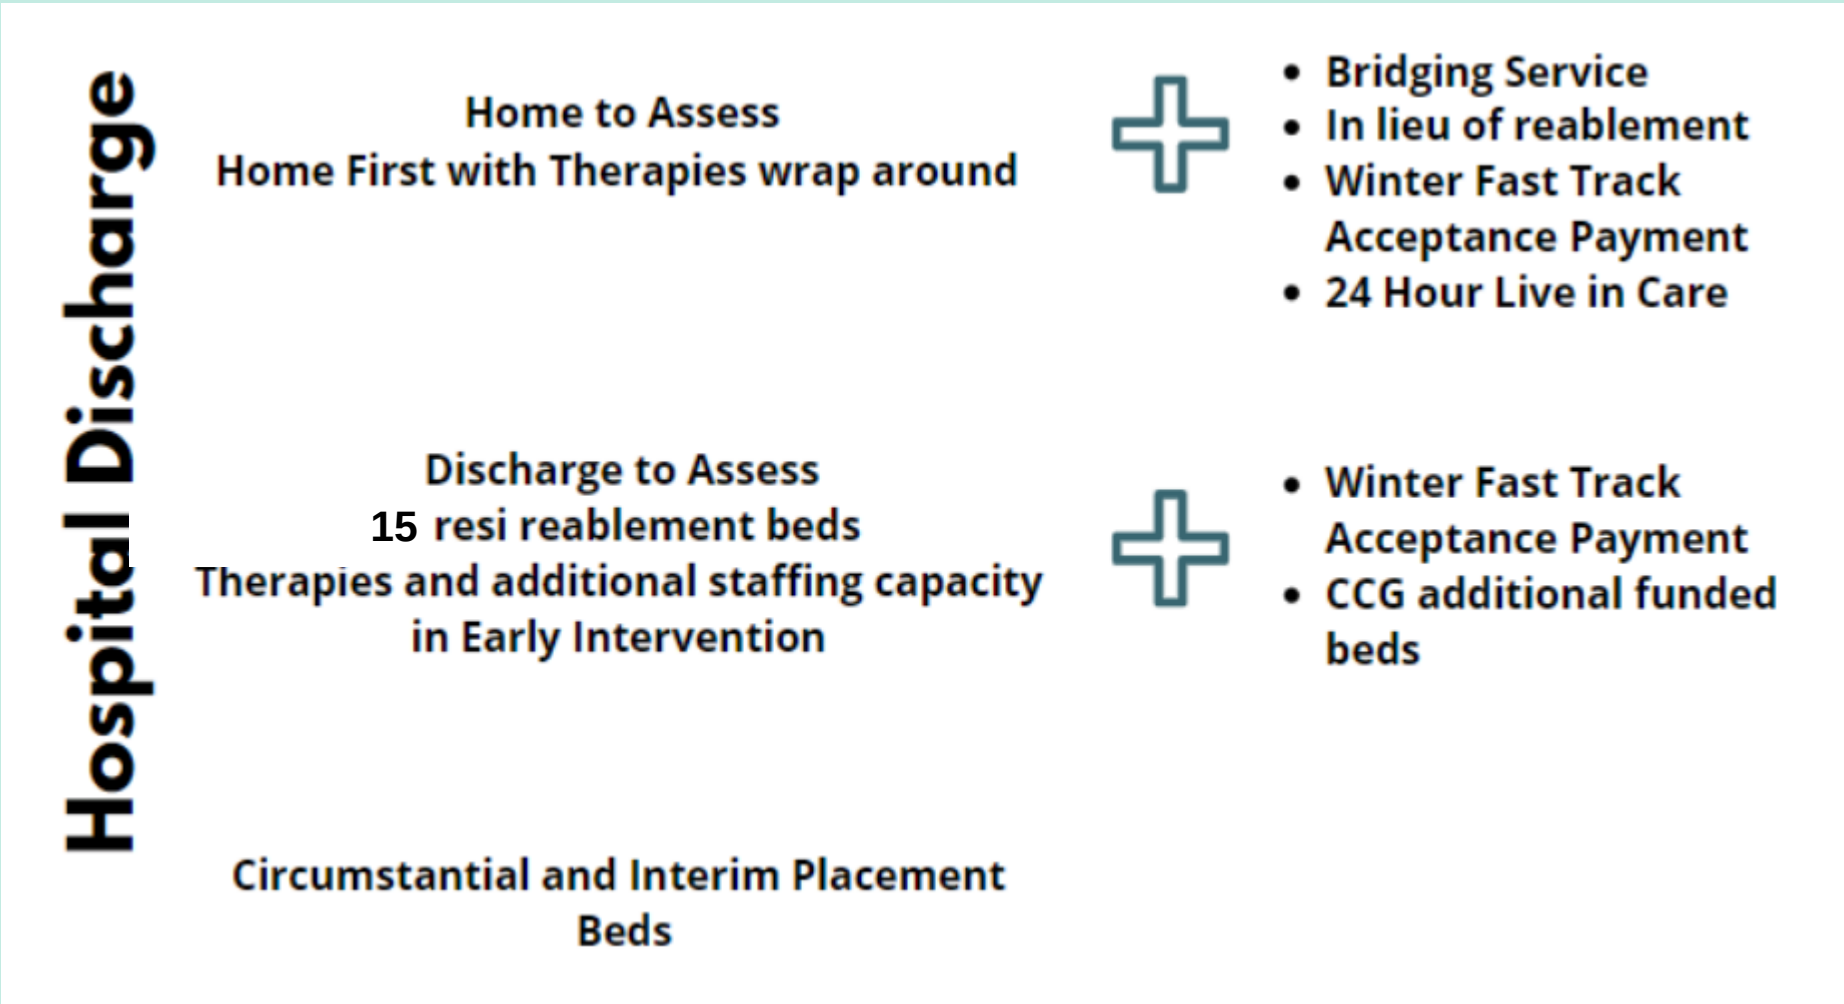 Hospital Discharge
Home to Assess
Home First with Therapies wrap around
• Bridging Service
• In lieu of reablement
• Winter Fast Track
Acceptance Payment
• 24 Hour Live in Care
Discharge to Assess
15 resi reablement beds
Therapies and additional staffing capacity
in Early Intervention
• Winter Fast Track
Acceptance Payment
• CCG additional funded
beds
Circumstantial and Interim Placement
Beds